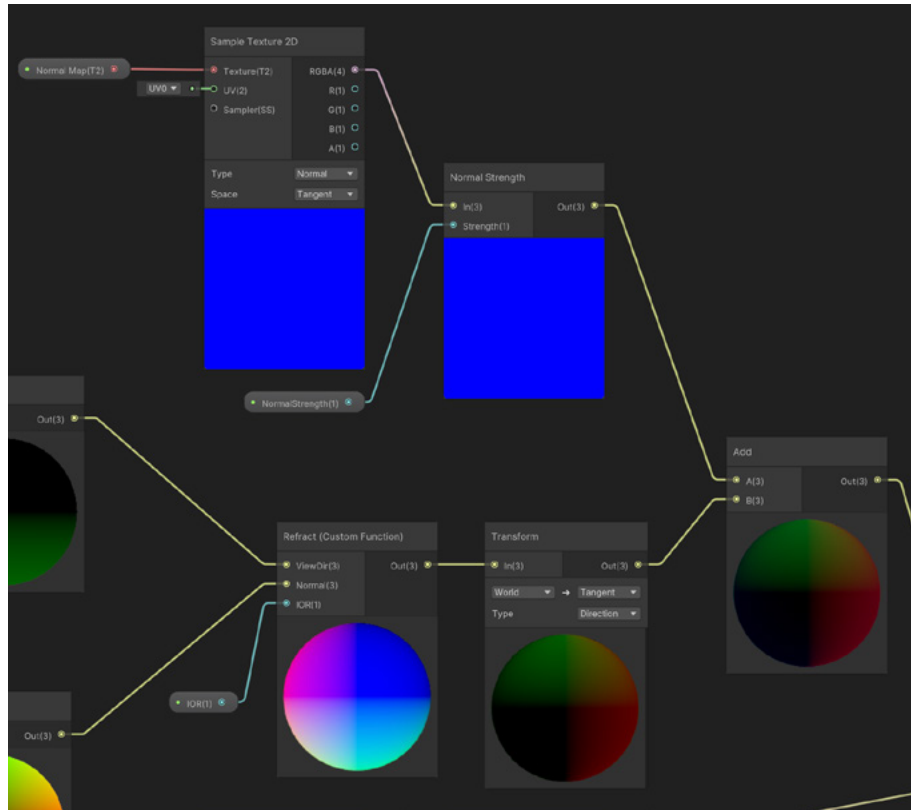 Sample Texture 2D
Normal Map(T2)
Texture(T2)
RGBA(4)
UV0
UV(2)
R(1)
Sampler(SS)
G(1)
B(1)
A(1)
Type
Normal
Space
Tangent
Normal Strength
In(3)
Out(3)
Strength(1)
NormalStrength(1)
Out(3)
Add
A(3)
Out(3)
B(3)
Refract (Custom Function)
Transform
ViewDir(3)
Out(3)
In(3)
Out(3)
Normal(3)
World
Tangent
IOR(1)
Type
Direction
IOR(1)
Out(3)